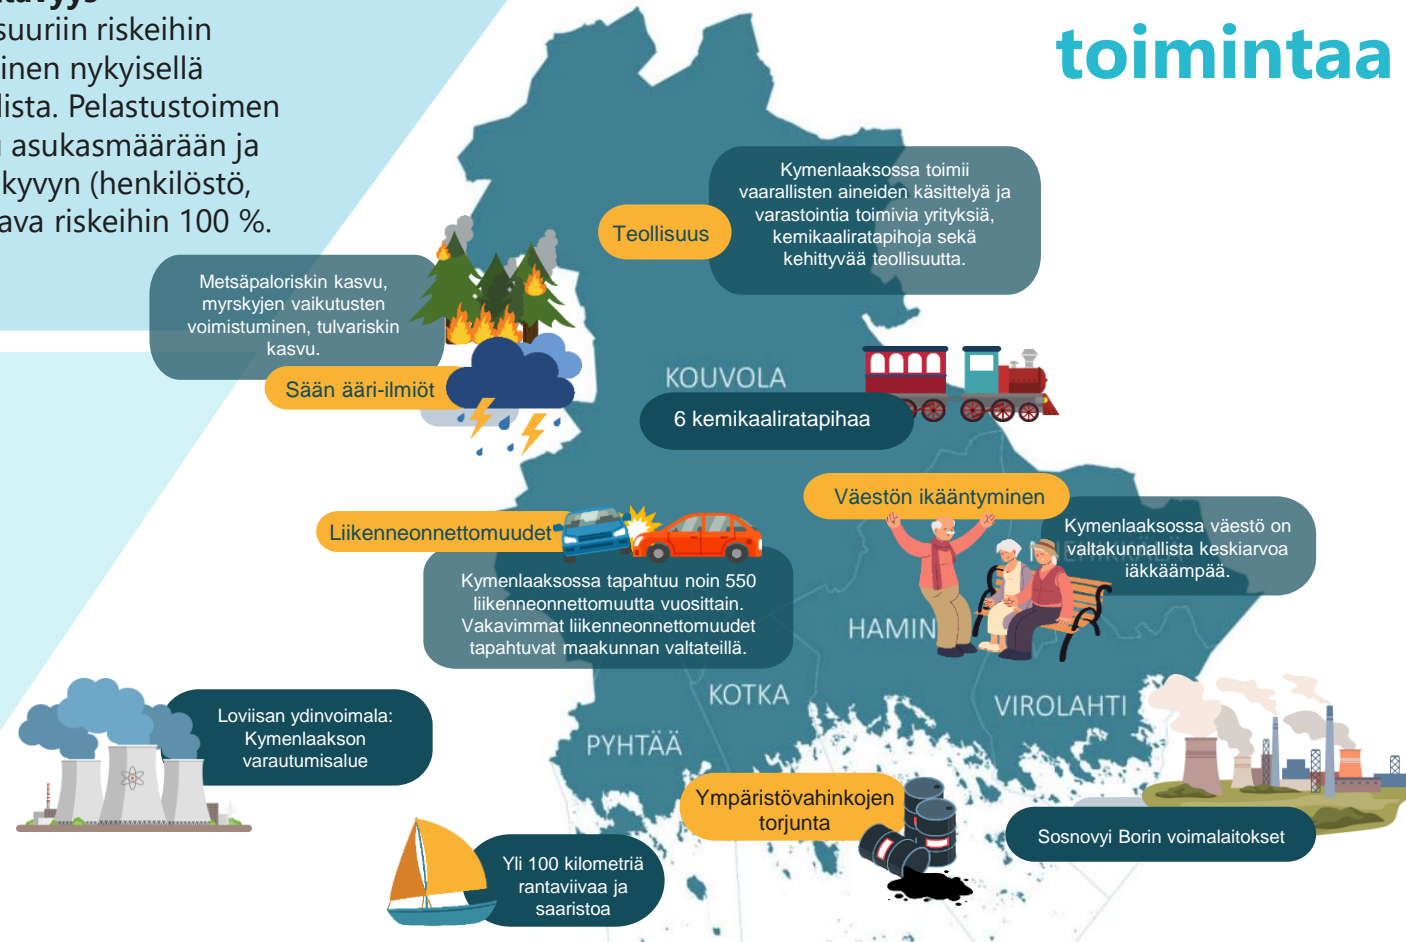 suuriin riskeihin
nykyisellä
Pelastustoimen
asukasmäärään ja
kyvyn (henkilöstö,
riskeihin 100 %.
toimintaa
Kymenlaaksossa toimii
vaarallisten aineiden käsittelyä ja
varastointia toimivia yrityksiä,
kemikaaliratapihoja sekä
kehittyvää teollisuutta.
Teollisuus
Metsäpaloriskin kasvu,
myrskyjen vaikutusten
voimistuminen, tulvariskin
kasvu.
Sään ääri-ilmiöt
KOUVOLA
6 kemikaaliratapihaa
Väestön ikääntyminen
Kymenlaaksossa väestö on
valtakunnallista keskiarvoa
iäkkäämpää.
Liikenneonnettomuudet
Kymenlaaksossa tapahtuu noin 550
liikenneonnettomuutta vuosittain.
Vakavimmat liikenneonnettomuudet
tapahtuvat maakunnan valtateillä.
HAMIN
KOTKA
VIROLAHTI
PYHTÄÄ
Loviisan ydinvoimala:
Kymenlaakson
varautumisalue
Ympäristövahinkojen
torjunta
Sosnovyi Borin voimalaitokset
Yli 100 kilometriä
rantaviivaa ja
saaristoa